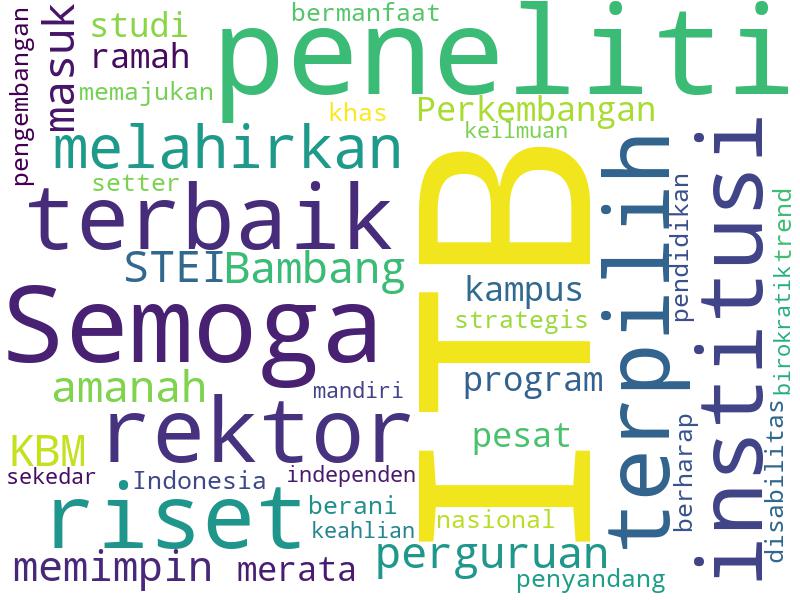 bermanfaat
pengembangan
masuk
studi
peneliti
ramah
memajukan
khas
Perkembangan
melahirkan
keilmuan
setter
terbaik
STEI
Bambang
ITB
terpilih
institusi
pendidikan
trend
Semoga
kampus
strategis
birokratik
amanah
mandiri
program
rektor
KBM
pesat
berharap
disabilitas
sekedar
Indonesia
independen
riset
berani
nasional
keahlian
perguruan
memimpin
merata
penyandang